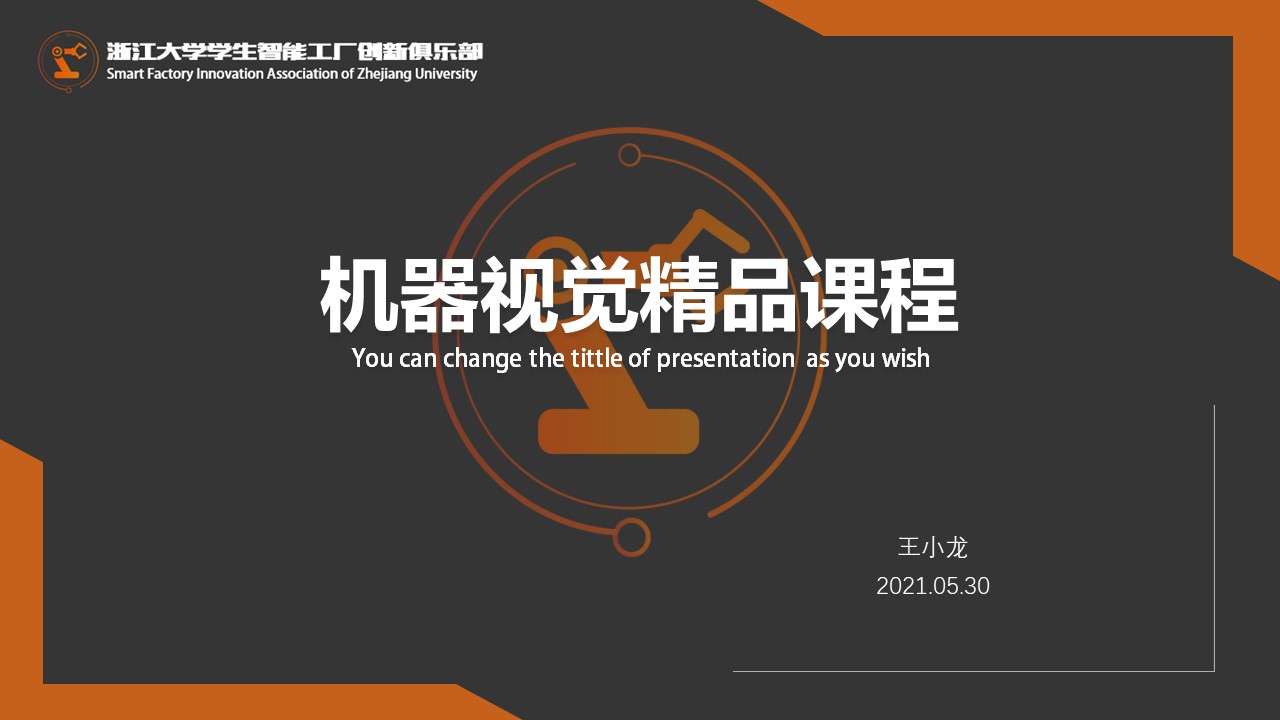 浙江大学学生智能工厂创新俱乐部
Smart Factory Innovation Association of Zhejiang University
机器视觉精品课程
You can change the tittle of presentation  as you wish
王小龙
2021.05.30